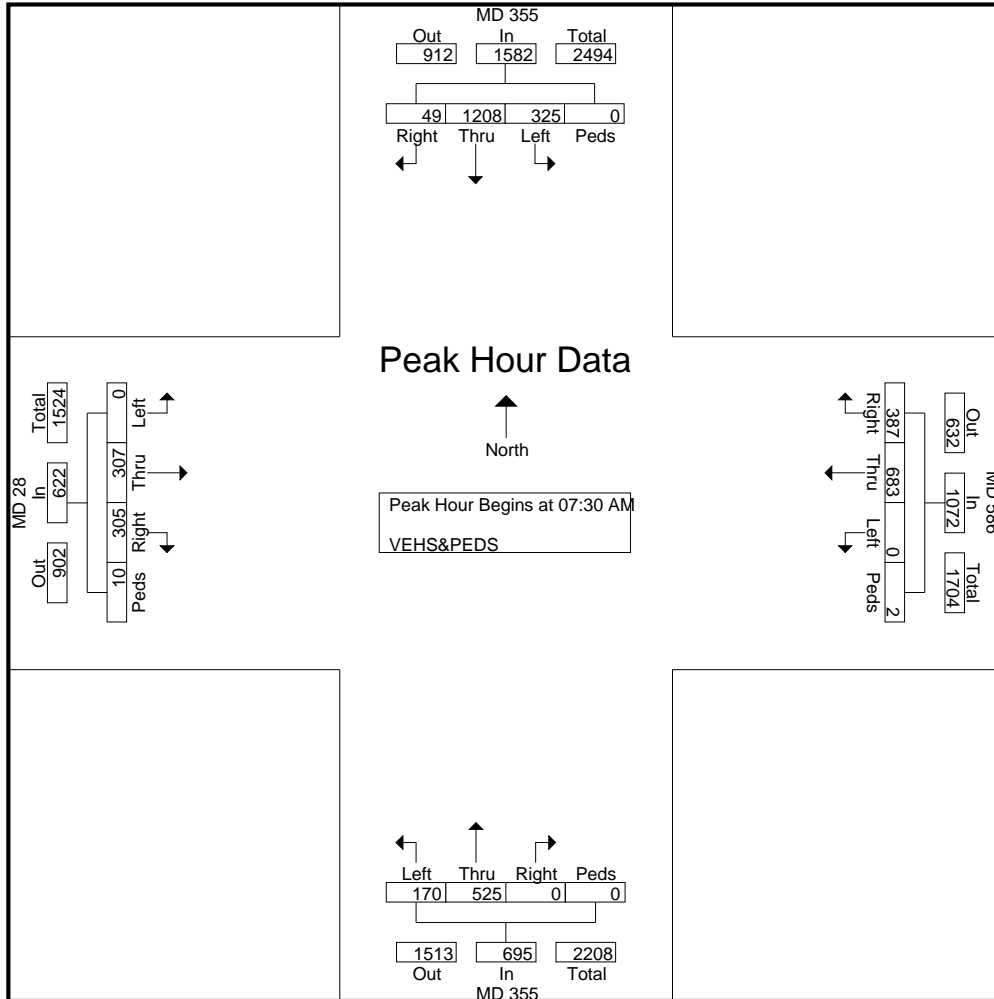 MD 355
Out In Total
912 1582 2494
49 1208 325 0
Right Thru Left Peds
Peak Hour Data
North
Peak Hour Begins at 07:30 AM
VEHS&PEDS
MD 28
Total In Out
1524 622 902
0 307 305 10
Left Thru Right Peds
Right Thru Left Peds
387 683 0 2
Out In Total
632 1072 1704
MD 586
Left Thru Right Peds
170 525 0 0
1513 695 2208
Out In Total
MD 355